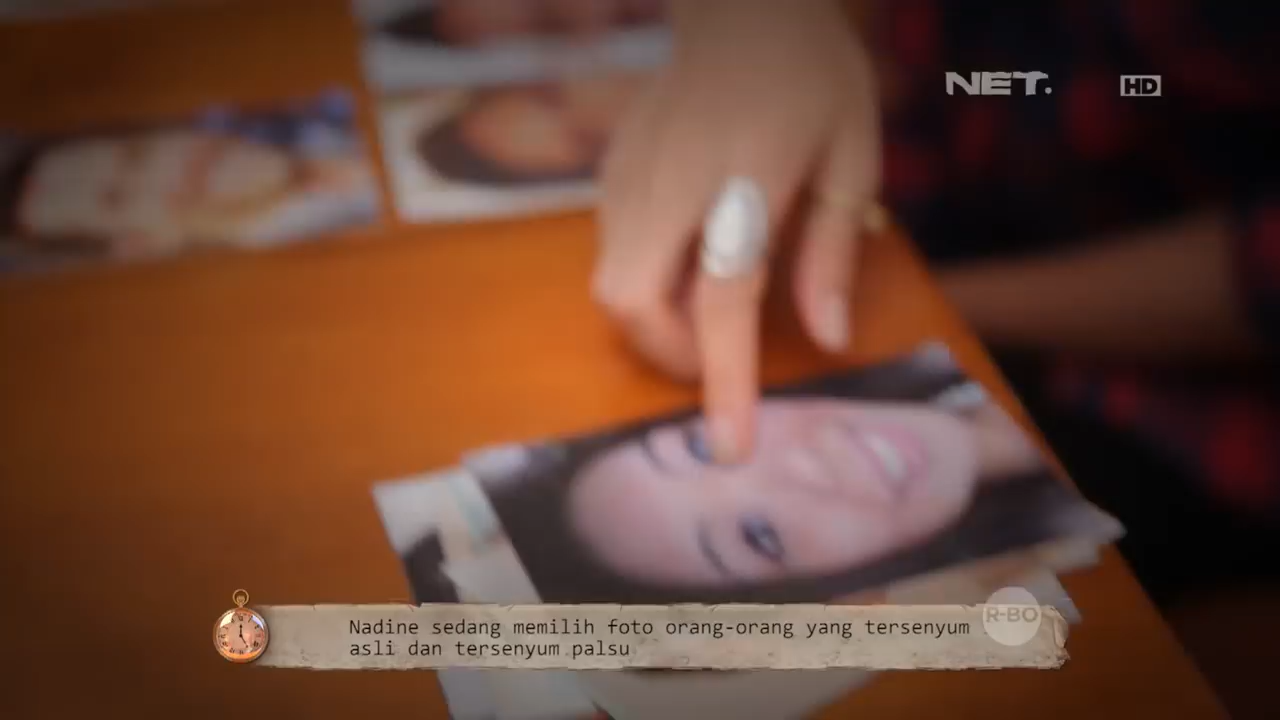 NET.
HD
Nadine sedang memilih foto orang-orang yang tersenyum
asli dan tersenyum palsu
R-BO